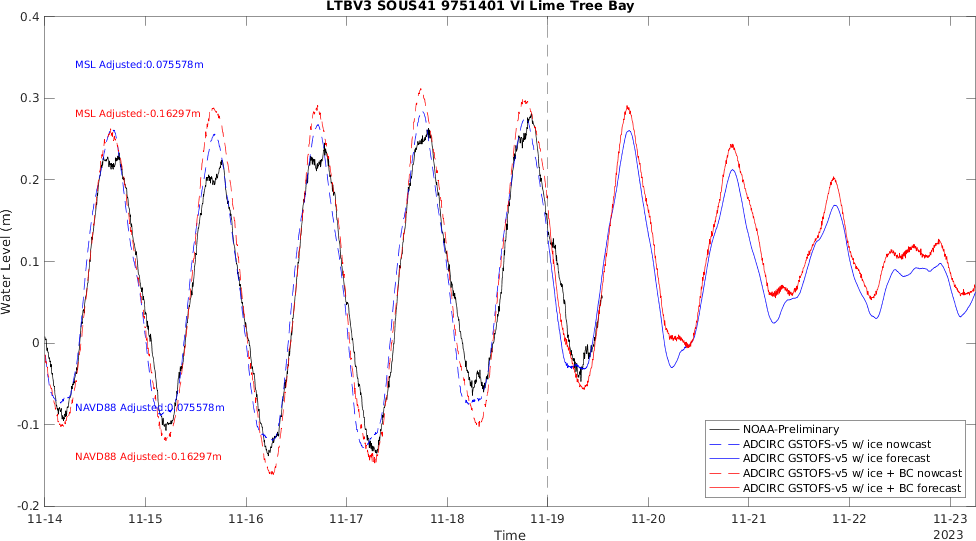 LTBV3 SOUS41 9751401 VI Lime Tree Bay
0.4
0.3
0.2
0.1
0
-0.1
-0.2
Water Level (m)
MSL Adjusted:0.075578m
MSL Adjusted:-0.16297m
NAVD88 Adjusted:0.075578m
NAVD88 Adjusted:-0.16297m
NOAA-Preliminary
ADCIRC GSTOFS-v5 w/ ice nowcast
ADCIRC GSTOFS-v5 w/ ice forecast
ADCIRC GSTOFS-v5 w/ ice + BC nowcast
ADCIRC GSTOFS-v5 w/ ice + BC forecast
11-14 11-15 11-16 11-17 11-18 11-19 11-20 11-21 11-22 11-23
2023
Time